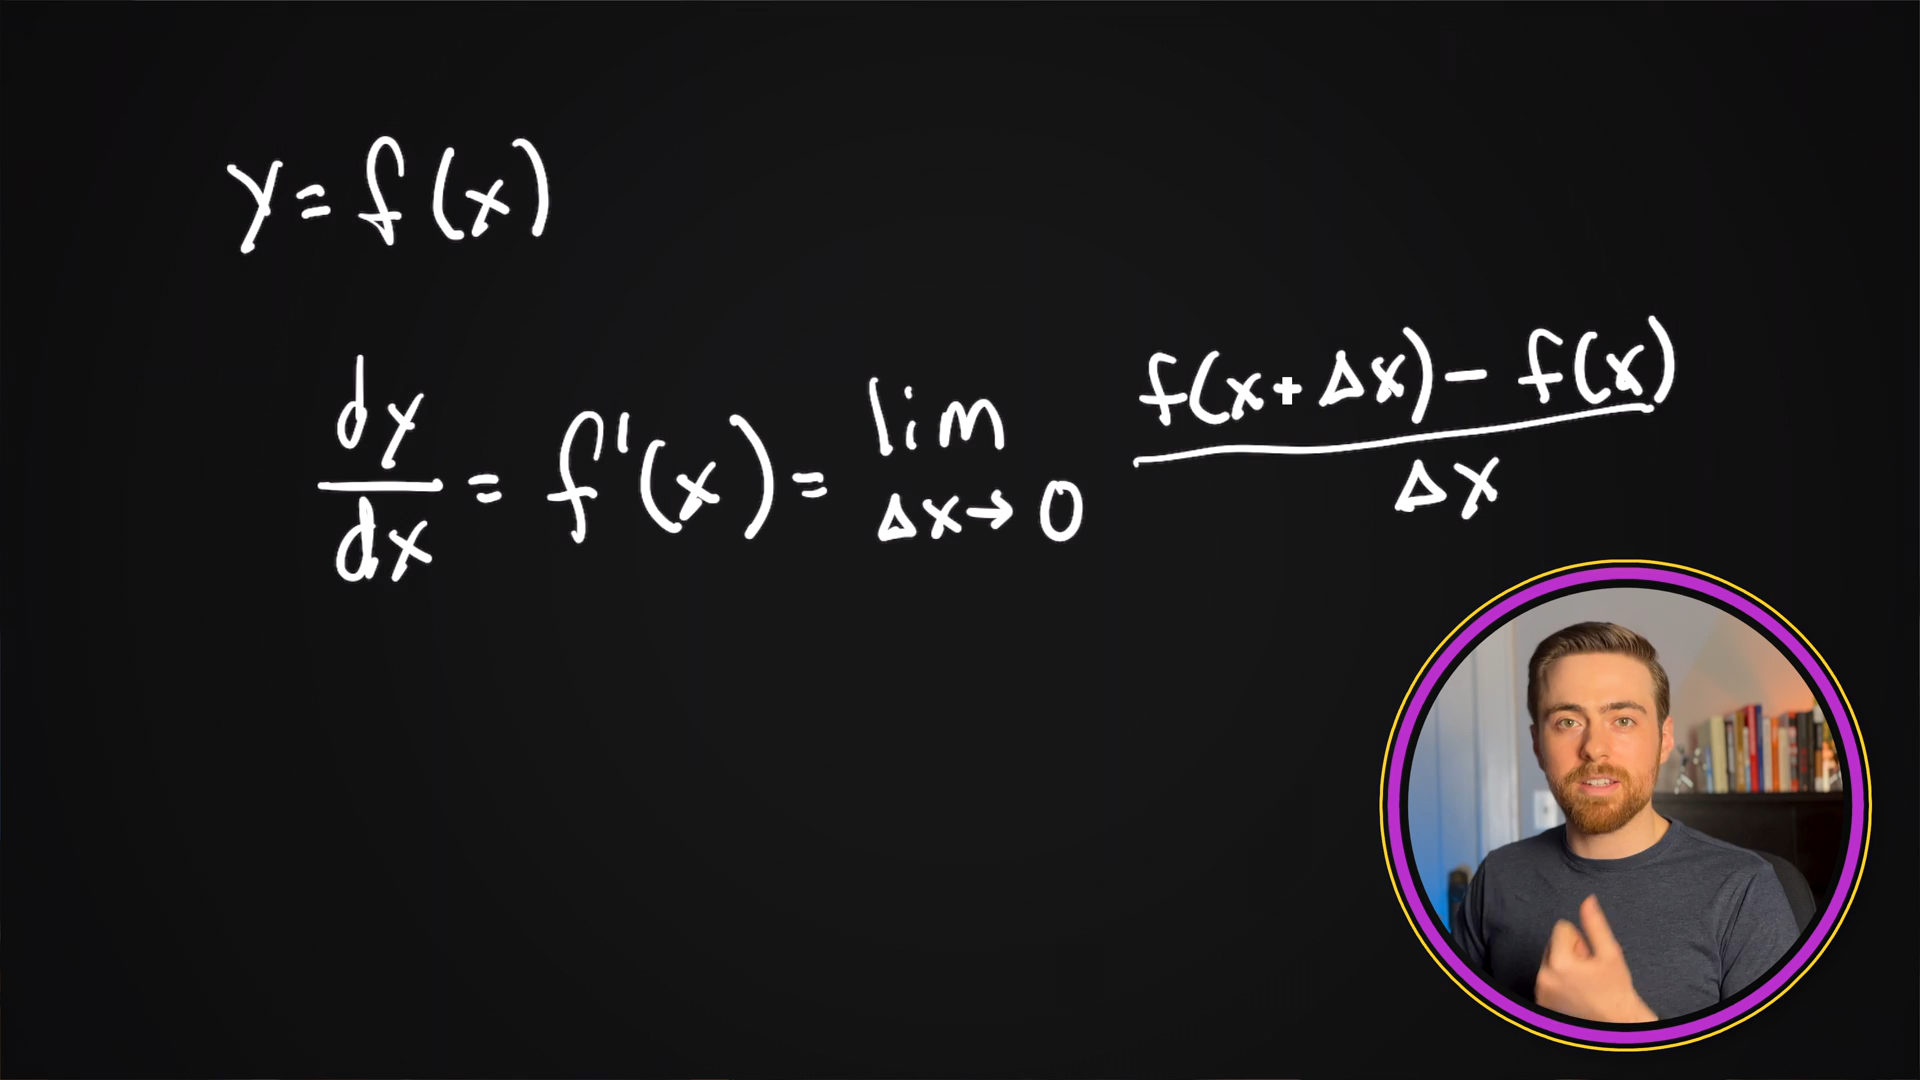 y = f(x)
dy/dx = f'(x) = lim Δx→0 f(x+Δx) - f(x) / Δx